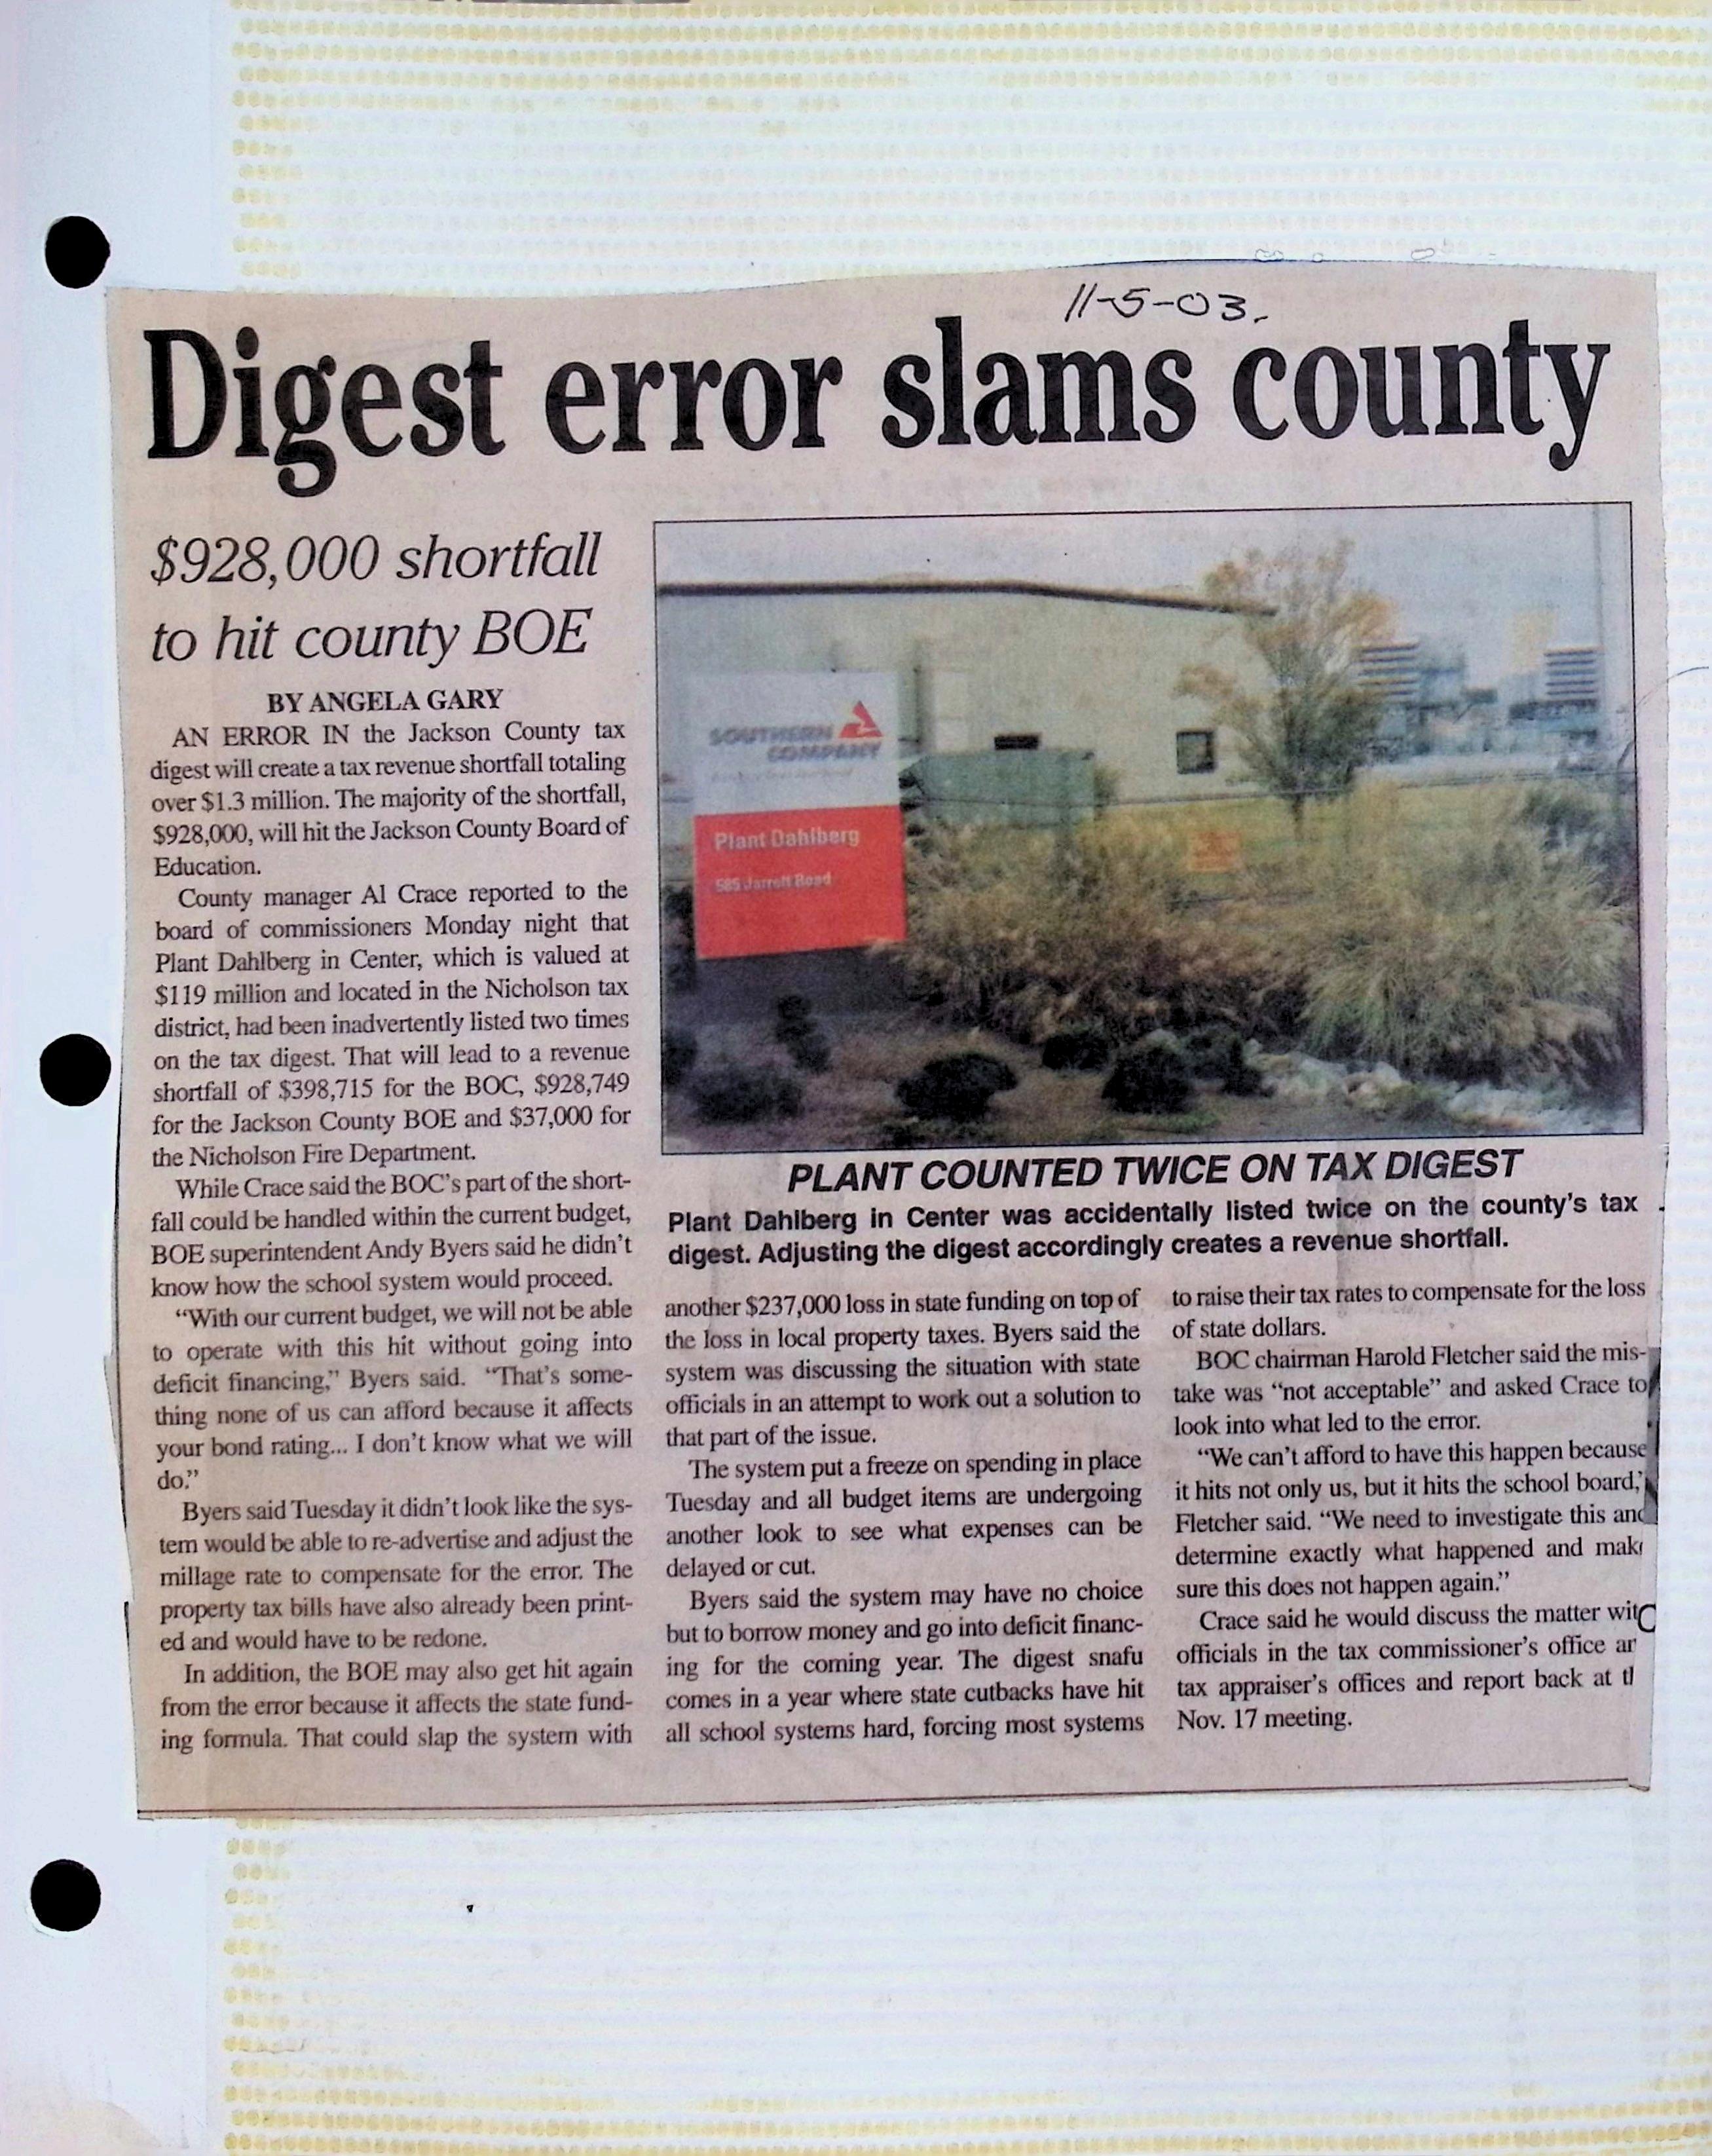 11-5-03.
Digest error slams county
$928,000 shortfall
to hit county BOE
BY ANGELA GARY
AN ERROR IN the Jackson County tax
digest will create a tax revenue shortfall totaling
over $1.3 million. The majority of the shortfall,
$928,000, will hit the Jackson County Board of
Education.
County manager Al Crace reported to the
board of commissioners Monday night that
Plant Dahlberg in Center, which is valued at
$119 million and located in the Nicholson tax
district, had been inadvertently listed two times
on the tax digest. That will lead to a revenue
shortfall of $398,715 for the BOC, $928,749
for the Jackson County BOE and $37,000 for
the Nicholson Fire Department.
While Crace said the BOC's part of the short-
fall could be handled within the current budget,
BOE superintendent Andy Byers said he didn't
know how the school system would proceed.
“With our current budget, we will not be able
to operate with this hit without going into
deficit financing,” Byers said. “That's some-
thing none of us can afford because it affects
your bond rating... I don't know what we will
do.”
Byers said Tuesday it didn't look like the sys-
tem would be able to re-advertise and adjust the
millage rate to compensate for the error. The
property tax bills have also already been print-
ed and would have to be redone.
In addition, the BOE may also get hit again
from the error because it affects the state fund-
ing formula. That could slap the system with
SOUTHERN
COMPANY
Plant Dahlberg
585 Jarrett Road
PLANT COUNTED TWICE ON TAX DIGEST
Plant Dahlberg in Center was accidentally listed twice on the county's tax
digest. Adjusting the digest accordingly creates a revenue shortfall.
another $237,000 loss in state funding on top of
the loss in local property taxes. Byers said the
system was discussing the situation with state
officials in an attempt to work out a solution to
that part of the issue.
The system put a freeze on spending in place
Tuesday and all budget items are undergoing
another look to see what expenses can be
delayed or cut.
Byers said the system may have no choice
but to borrow money and go into deficit financ-
ing for the coming year. The digest snafu
comes in a year where state cutbacks have hit
all school systems hard, forcing most systems
to raise their tax rates to compensate for the loss
of state dollars.
BOC chairman Harold Fletcher said the mis-
take was “not acceptable” and asked Crace to
look into what led to the error.
“We can't afford to have this happen because
it hits not only us, but it hits the school board,”
Fletcher said. “We need to investigate this and
determine exactly what happened and make
sure this does not happen again.”
Crace said he would discuss the matter wit
officials in the tax commissioner's office an
tax appraiser's offices and report back at t
Nov. 17 meeting.